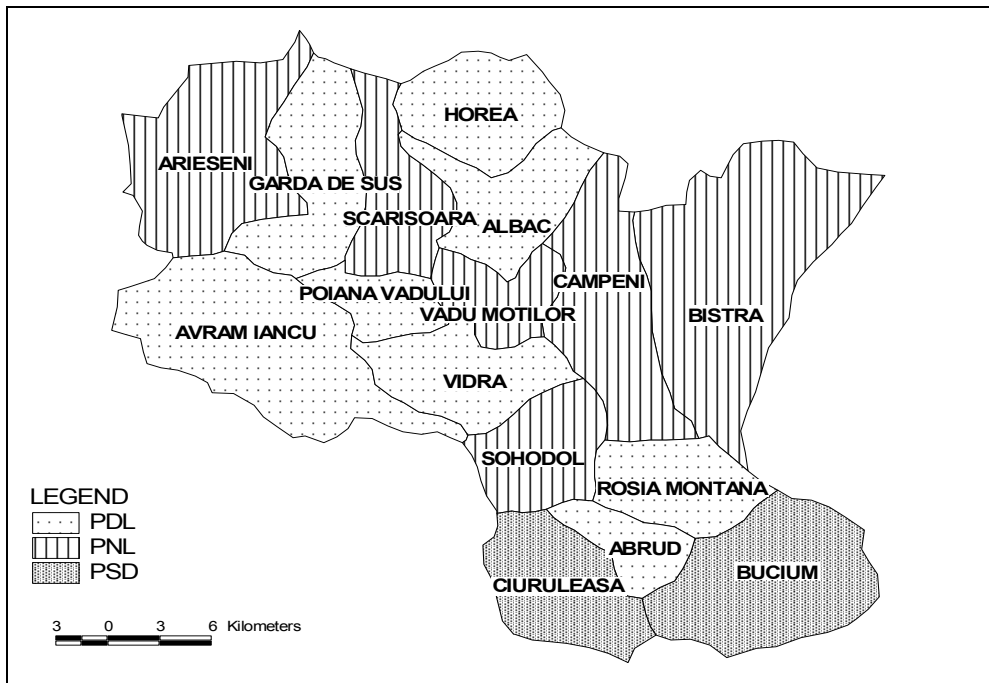 HOREA
ARIESENI
GARDA DE SUS
SCARISOARA
ALBAC
CAMPENI
POIANA VADULUI
VADU MOTILOR
BISTRA
AVRAM IANCU
VIDRA
SOHODOL
ROSIA MONTANA
ABRUD
CIURULEASA
BUCIUM
LEGEND
PDL
PNL
PSD
3 0 3 6 Kilometers